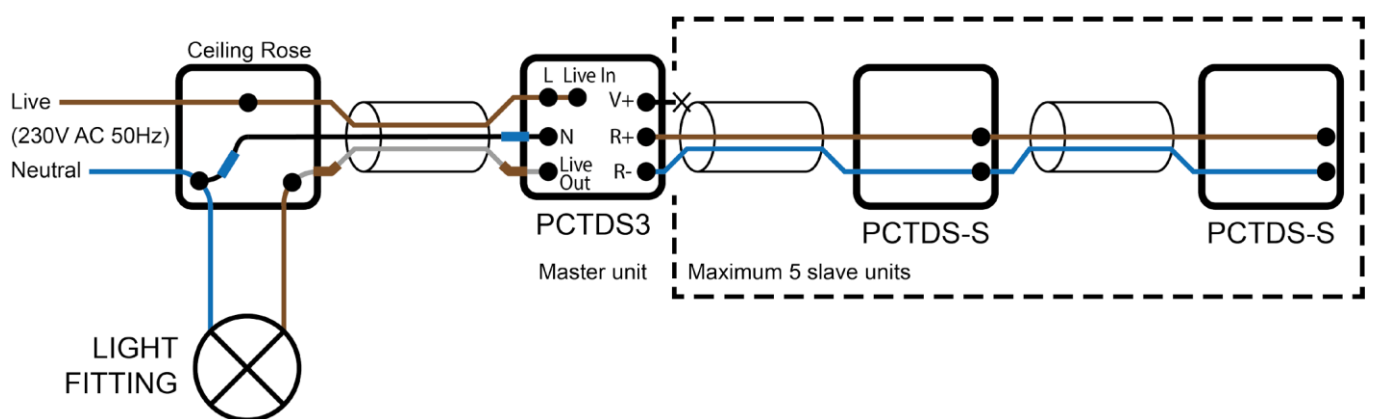 Ceiling Rose
Live
(230V AC 50Hz)
Neutral
L Live In
N
Live
Out
V+
R+
R-
PCTDS3
Master unit
PCTDS-S
PCTDS-S
Maximum 5 slave units
LIGHT
FITTING